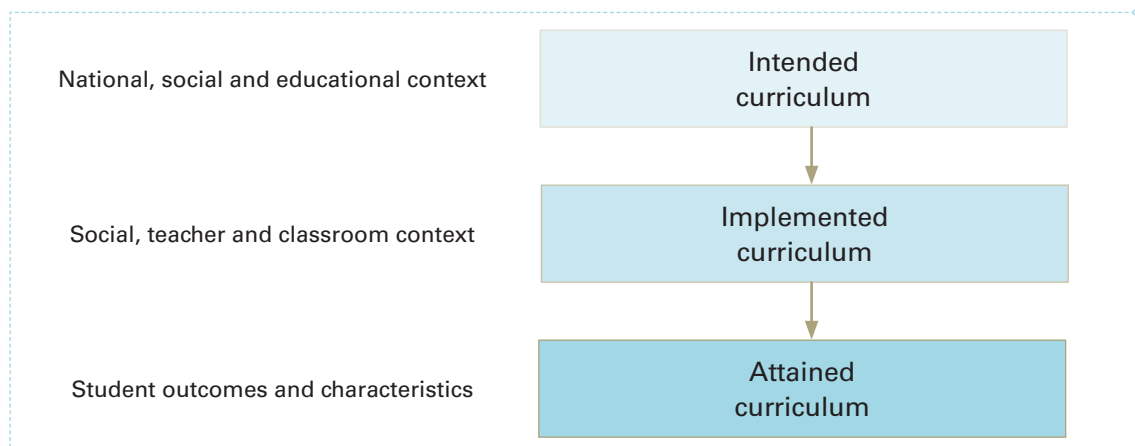 National, social and educational context
Intended
curriculum
Social, teacher and classroom context
Implemented
curriculum
Student outcomes and characteristics
Attained
curriculum